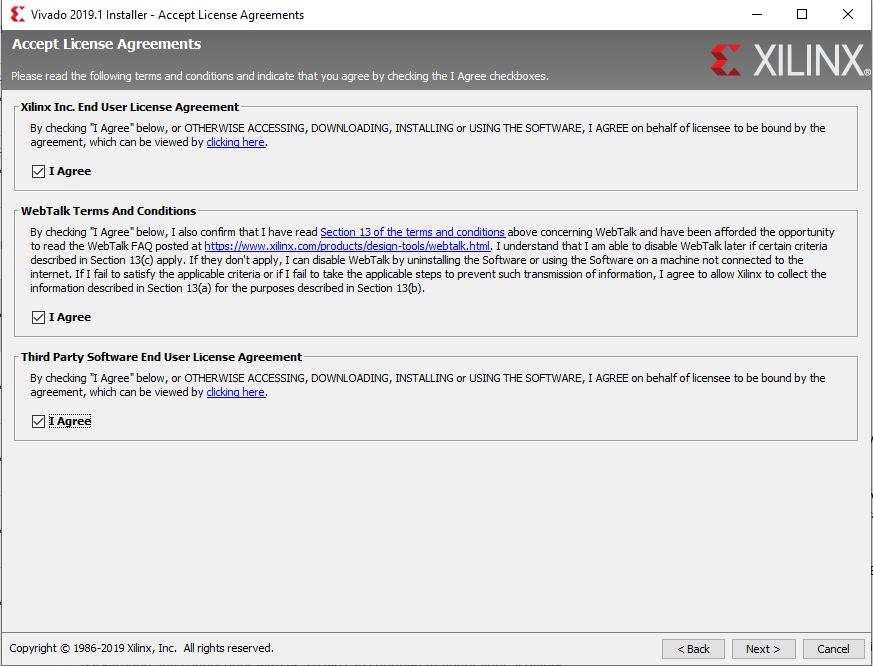 Vivado 2019.1 Installer - Accept License Agreements
Accept License Agreements
Please read the following terms and conditions and indicate that you agree by checking the I Agree checkboxes.
XILINX®
Xilinx Inc. End User License Agreement
By checking "I Agree" below, or OTHERWISE ACCESSING, DOWNLOADING, INSTALLING or USING THE SOFTWARE, I AGREE on behalf of licensee to be bound by the
agreement, which can be viewed by clicking here.
I Agree
WebTalk Terms And Conditions
By checking "I Agree" below, I also confirm that I have read Section 13 of the terms and conditions above concerning WebTalk and have been afforded the opportunity
to read the WebTalk FAQ posted at https://www.xilinx.com/products/design-tools/webtalk.html. I understand that I am able to disable WebTalk later if certain criteria
described in Section 13(c) apply. If they don't apply, I can disable WebTalk by uninstalling the Software or using the Software on a machine not connected to the
internet. If I fail to satisfy the applicable criteria or if I fail to take the applicable steps to prevent such transmission of information, I agree to allow Xilinx to collect the
information described in Section 13(a) for the purposes described in Section 13(b).
I Agree
Third Party Software End User License Agreement
By checking "I Agree" below, or OTHERWISE ACCESSING, DOWNLOADING, INSTALLING or USING THE SOFTWARE, I AGREE on behalf of licensee to be bound by the
agreement, which can be viewed by clicking here.
I Agree
Copyright © 1986-2019 Xilinx, Inc. All rights reserved.
< Back
Next >
Cancel